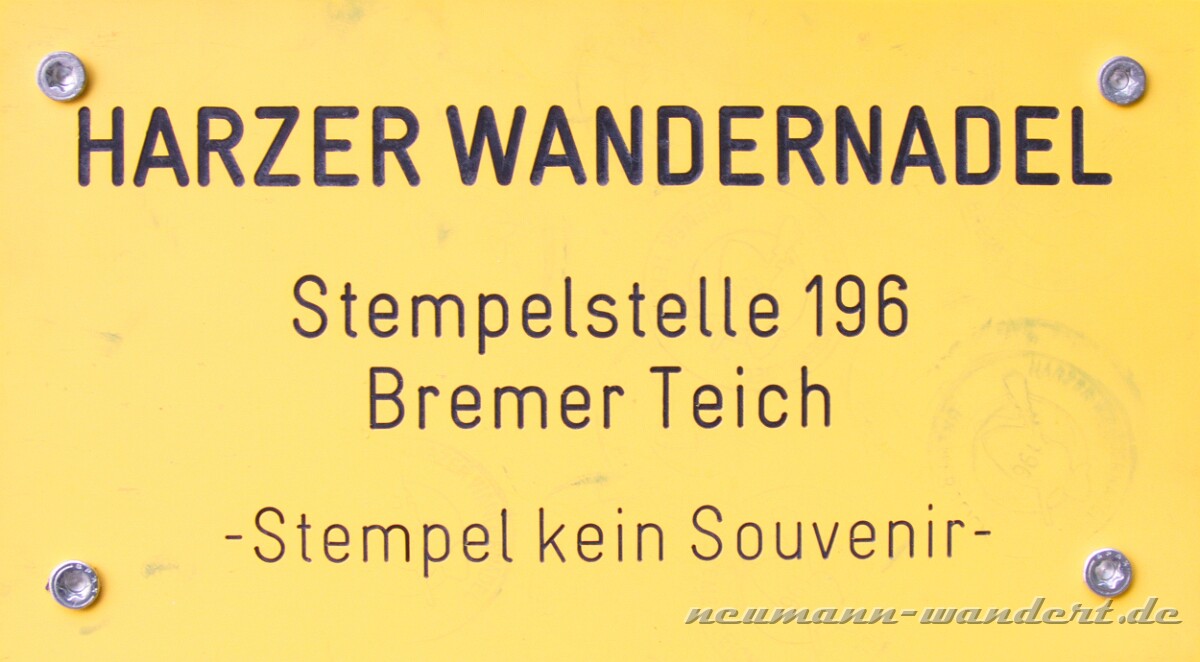 HARZER WANDERNADEL
Stempelstelle 196
Bremer Teich
-Stempel kein Souvenir-
neumann-wandert.de